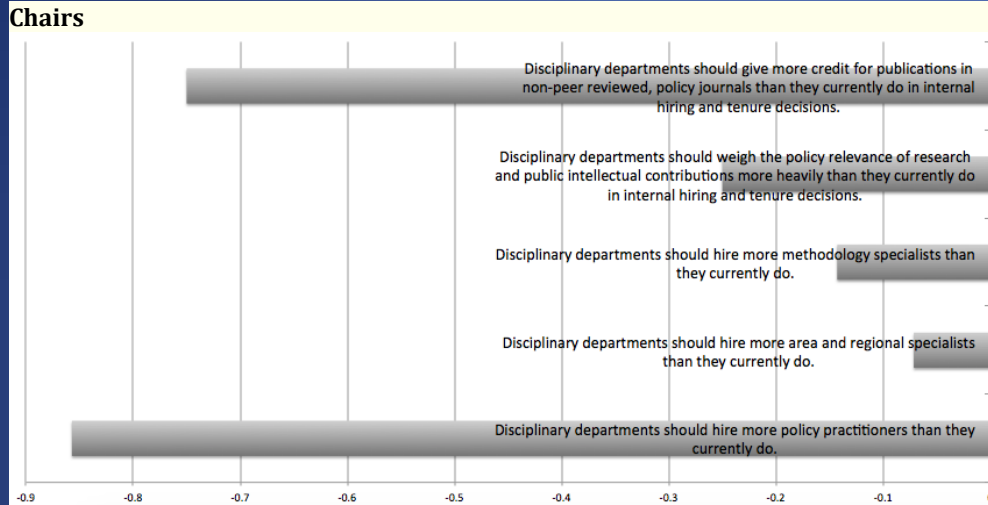 Chairs
Disciplinary departments should give more credit for publications in
non-peer reviewed, policy journals than they currently do in internal
hiring and tenure decisions.
Disciplinary departments should weigh the policy relevance of research
and public intellectual contributions more heavily than they currently do
in internal hiring and tenure decisions.
Disciplinary departments should hire more methodology specialists than
they currently do.
Disciplinary departments should hire more area and regional specialists
than they currently do.
Disciplinary departments should hire more policy practitioners than they
currently do.
-0.9 -0.8 -0.7 -0.6 -0.5 -0.4 -0.3 -0.2 -0.1